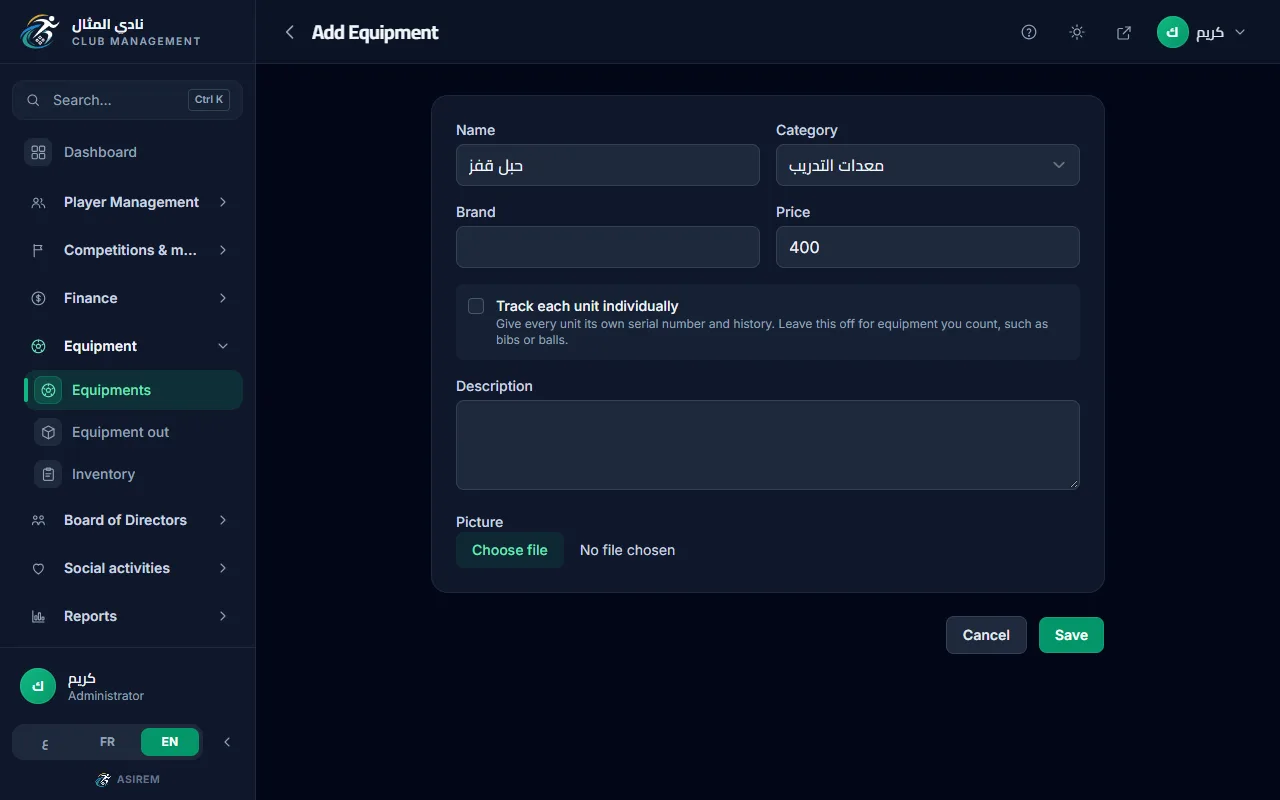 نادي المثال
CLUB MANAGEMENT
Search...
Ctrl K
Dashboard
Player Management
Competitions & m...
Finance
Equipment
Equipments
Equipment out
Inventory
Board of Directors
Social activities
Reports
ك
كريم
Administrator
ع
FR
EN
ASIREM
Add Equipment
ك
كريم
Name
حبل قفز
Category
معدات التدريب
Brand
Price
400
Track each unit individually
Give every unit its own serial number and history. Leave this off for equipment you count, such as
bibs or balls.
Description
Picture
Choose file
No file chosen
Cancel
Save